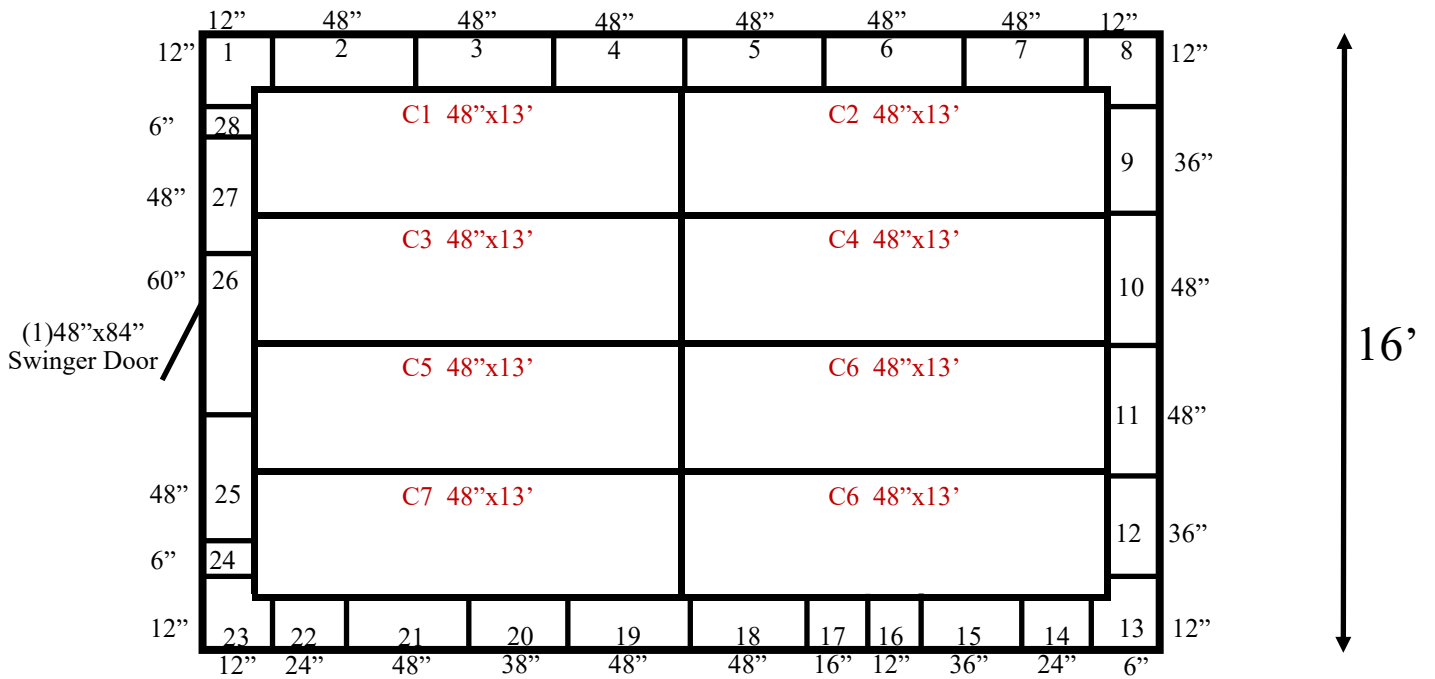 12” 48” 48” 48” 48” 48” 48” 12”
12” 1 2 3 4 5 6 7 8 12”
C1 48”x13’ C2 48”x13’
6” 28
9 36”
48” 27
C3 48”x13’ C4 48”x13’
60” 26
10 48”
(1)48”x84”
Swinger Door
16’
C5 48”x13’ C6 48”x13’
11 48”
48” 25
C7 48”x13’ C6 48”x13’
12 36”
6” 24
12” 23 22 21 20 19 18 17 16 15 14 13 12”
12” 24” 48” 38” 48” 48” 16” 12” 36” 24” 6”